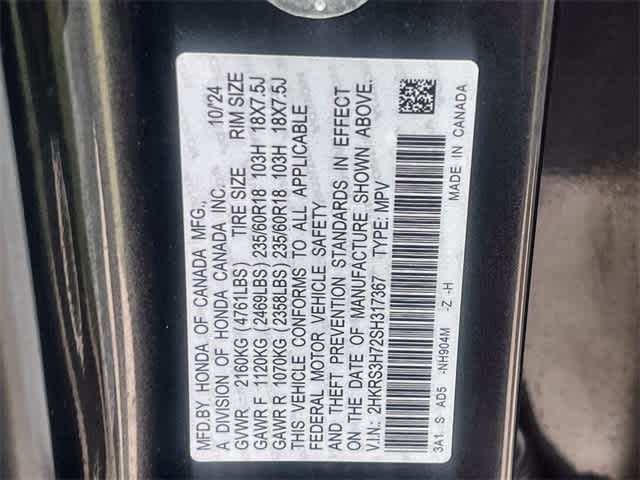 MFD.BY HONDA OF CANADA MFG.,
A DIVISION OF HONDA CANADA INC. 10/24
GVWR 2160KG (4761LBS) TIRE SIZE RIM SIZE
GAWR F 1120KG (2469LBS) 235/60R18 103H 18X7.5J
GAWR R 1070KG (2358LBS) 235/60R18 103H 18X7.5J
THIS VEHICLE CONFORMS TO ALL APPLICABLE
FEDERAL MOTOR VEHICLE SAFETY
AND THEFT PREVENTION STANDARDS IN EFFECT
ON THE DATE OF MANUFACTURE SHOWN ABOVE.
V.I.N.: 2HKRS3H72SH317367 TYPE: MPV
3A1 S AD5 -NH904M -Z -H MADE IN CANADA